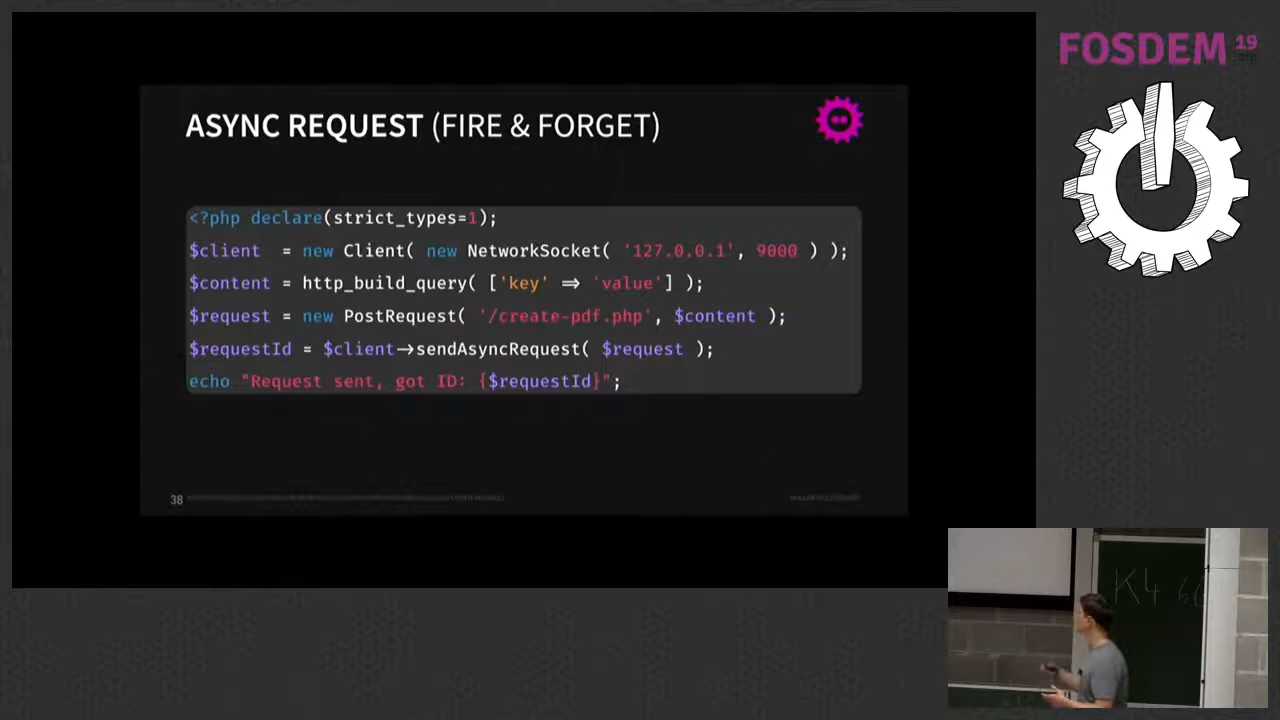 FOSDEM 19
.org
ASYNC REQUEST (FIRE & FORGET)
<?php declare(strict_types=1);
$client = new Client( new NetworkSocket( '127.0.0.1', 9000 ) );
$content = http_build_query( ['key' => 'value'] );
$request = new PostRequest( '/create-pdf.php', $content );
$requestId = $client->sendAsyncRequest( $request );
echo "Request sent, got ID: {$requestId}";
38
K4